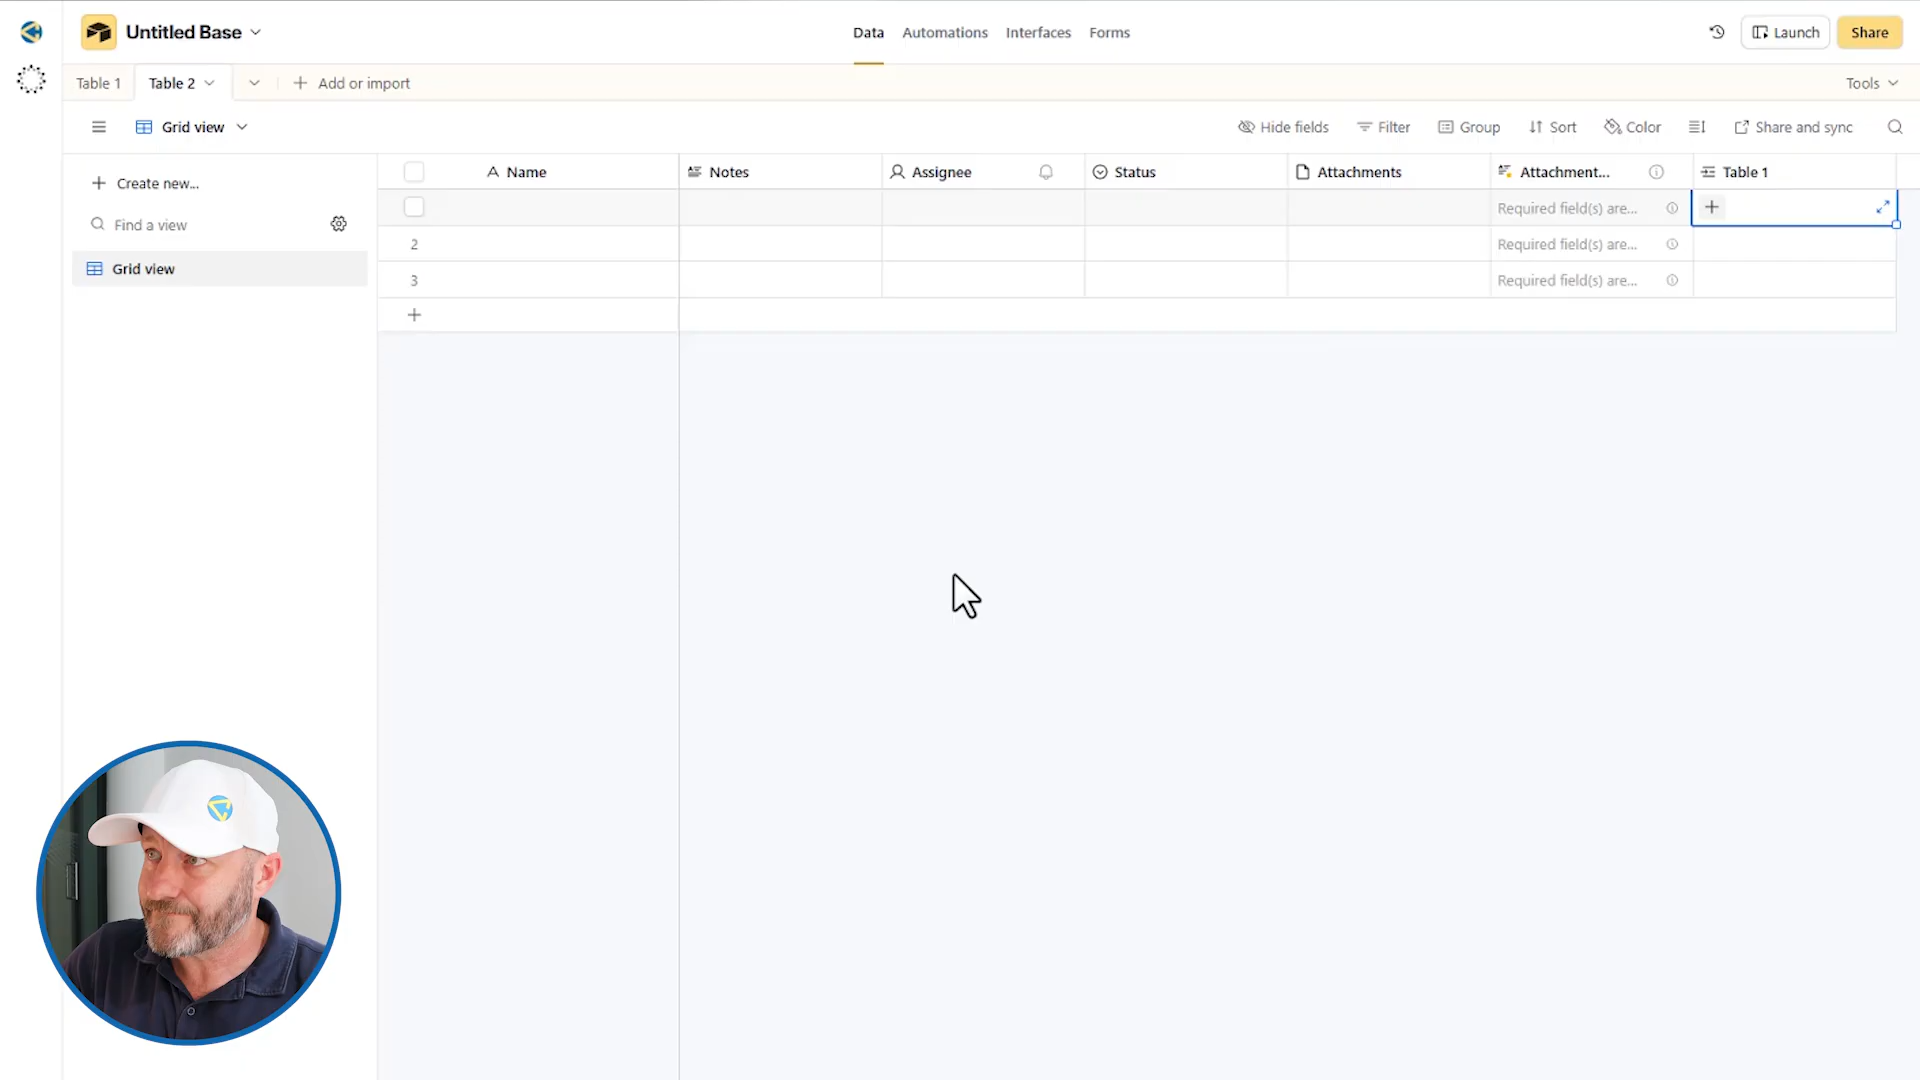 Untitled Base
Data
Automations
Interfaces
Forms
Launch
Share
Table 1
Table 2
Add or import
Tools
Grid view
Hide fields
Filter
Group
Sort
Color
Share and sync
Create new...
Find a view
Grid view
Name
Notes
Assignee
Status
Attachments
Attachment...
Table 1
Required field(s) are...
2
Required field(s) are...
3
Required field(s) are...